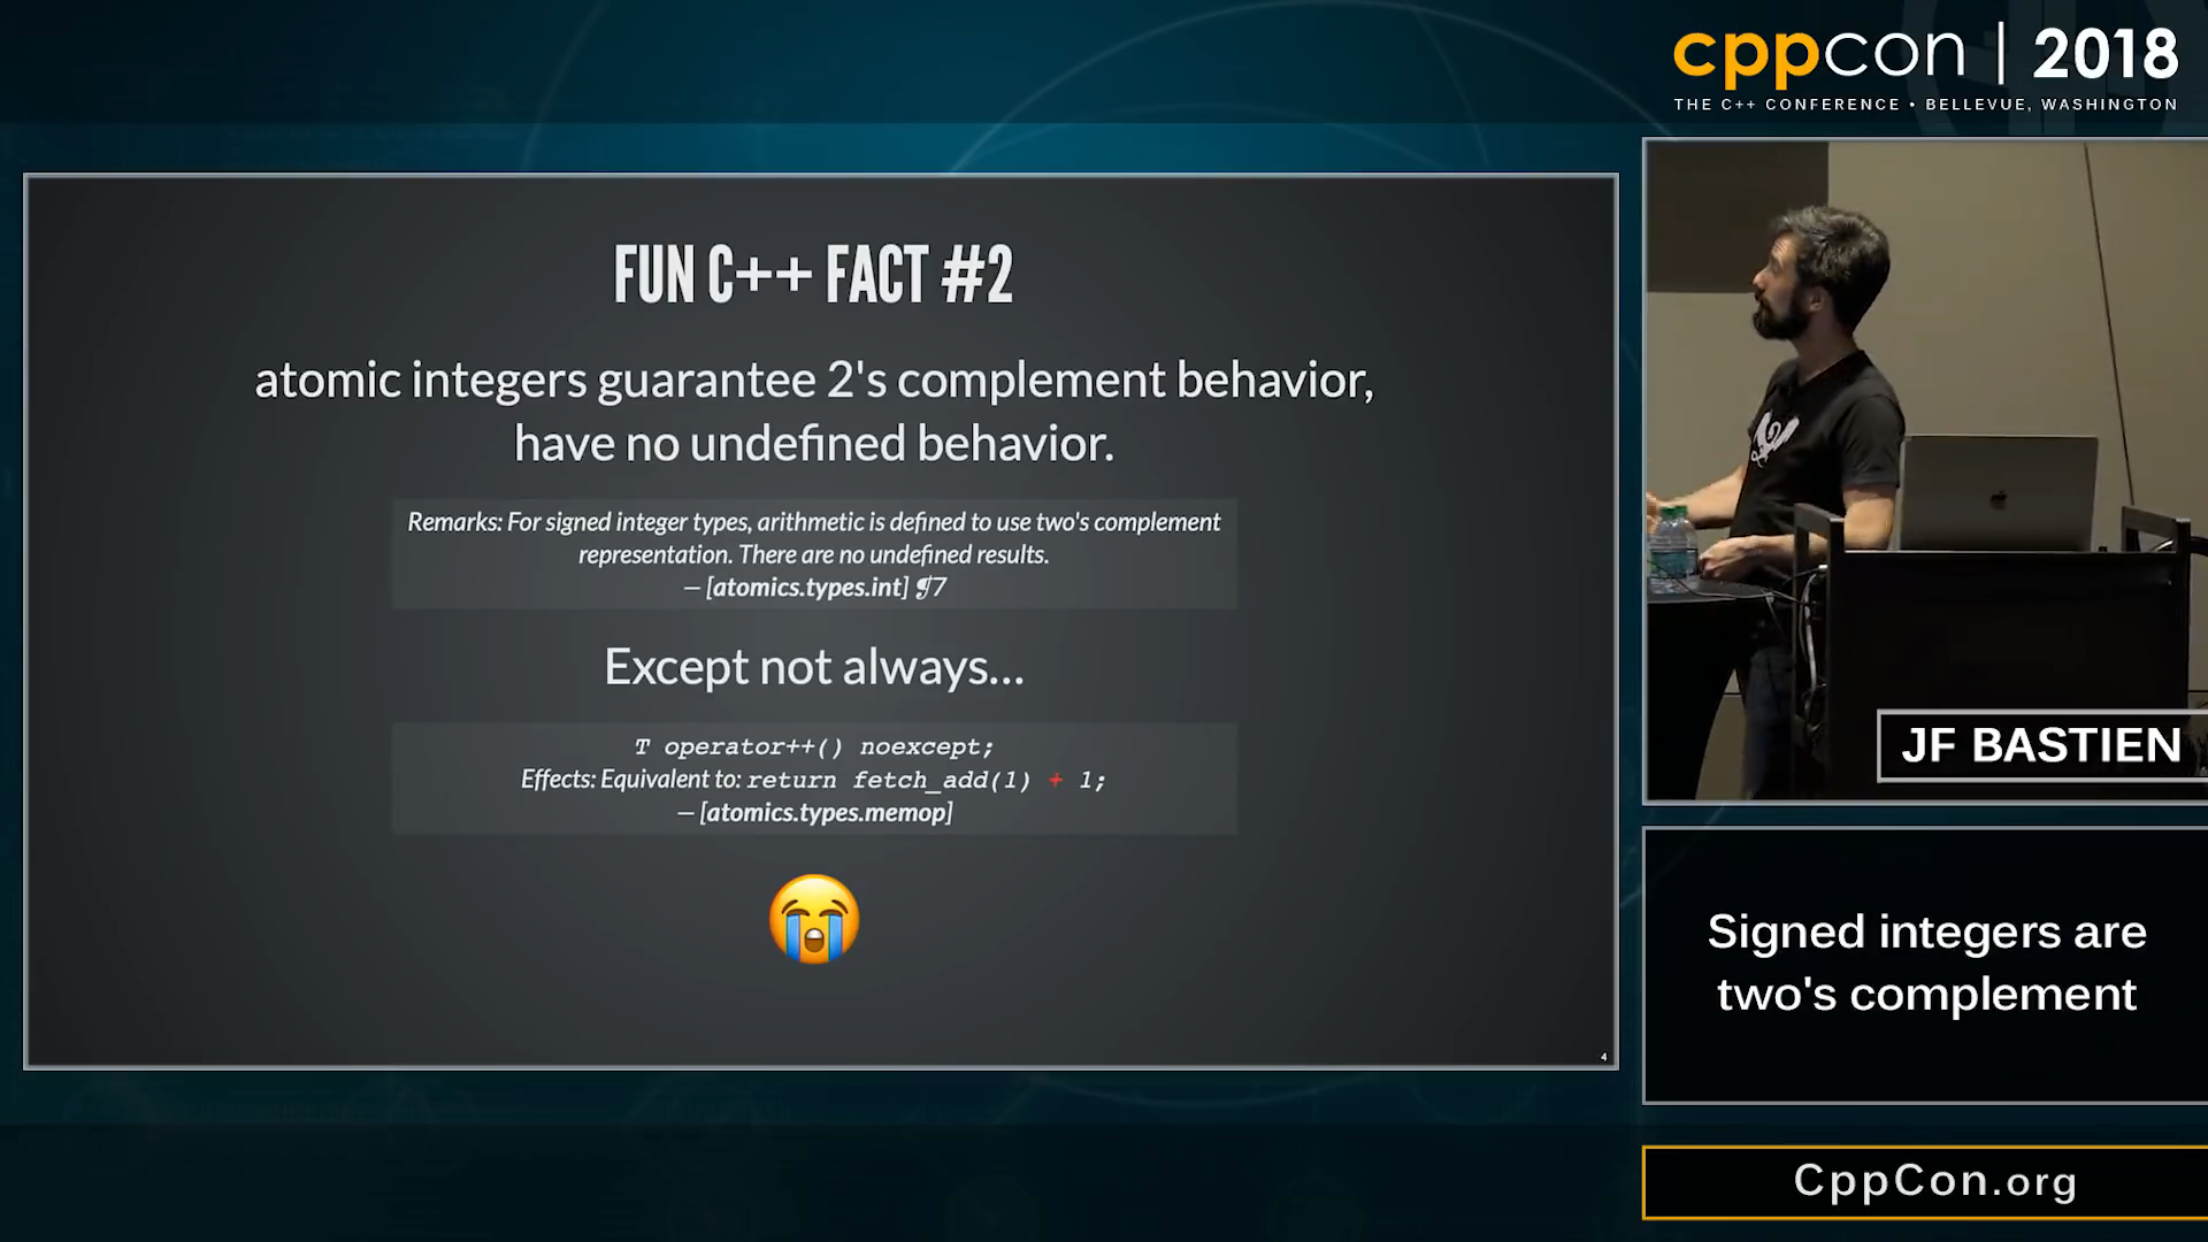 cppcon | 2018
THE C++ CONFERENCE • BELLEVUE, WASHINGTON
FUN C++ FACT #2
atomic integers guarantee 2's complement behavior,
have no undefined behavior.
Remarks: For signed integer types, arithmetic is defined to use two's complement
representation. There are no undefined results.
— [atomics.types.int] ¶7
Except not always...
T operator++() noexcept;
Effects: Equivalent to: return fetch_add(1) + 1;
— [atomics.types.memop]
4
JF BASTIEN
Signed integers are
two's complement
CppCon.org